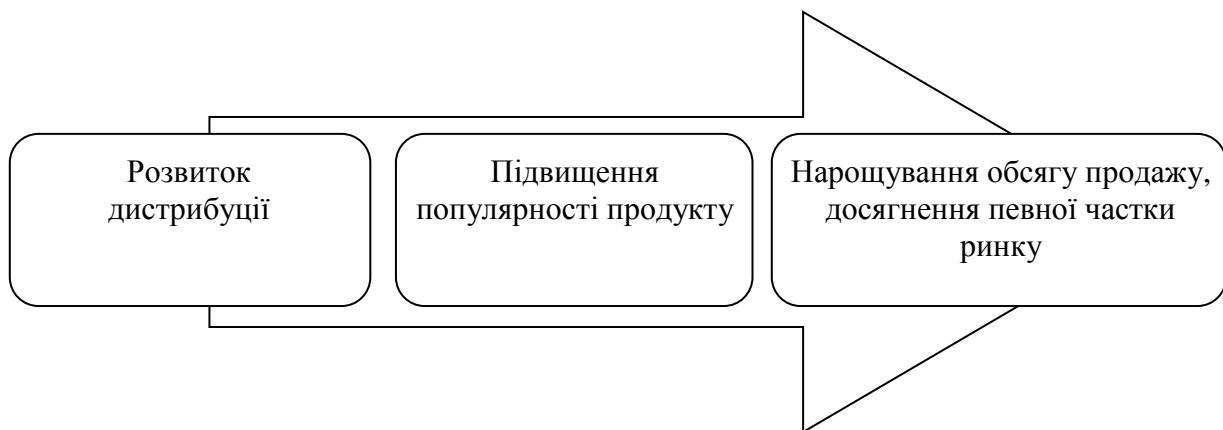 Розвиток
дистрибуції
Підвищення
популярності продукту
Нарощування обсягу продажу,
досягнення певної частки
ринку